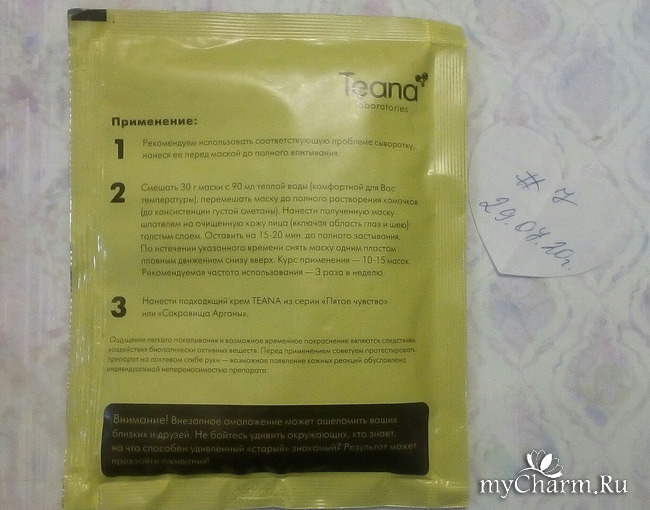 Teana
laboratories
Применение:
1 Рекомендуем использовать соответствующую проблеме сыворотку,
нанеся ее перед маской до полного впитывания.
2 Смешать 30 г маски с 90 мл теплой воды (комфортной для Вас
температуры), перемешать маску до полного растворения комочков
(до консистенции густой сметаны). Нанести полученную маску
шпателем на очищенную кожу лица (включая область глаз и шею)
толстым слоем. Оставить на 15-20 мин. до полного застывания.
По истечении указанного времени снять маску одним пластом
плавным движением снизу вверх. Курс применения — 10-15 масок.
Рекомендуемая частота использования — 3 раза в неделю.
3 Нанести подходящий крем TEANA из серии «Пятое чувство»
или «Сокровища Арганы».
Ощущение легкого покалывания и возможное временное покраснение являются следствием
воздействия биологически активных веществ. Перед применением советуем протестировать
препарат на локтевом сгибе руки — возможное появление кожных реакций обусловлена
индивидуальной непереносимостью препарата.
Внимание! Внезапное омоложение может ошеломить ваших
близких и друзей. Не бойтесь удивить окружающих, кто знает,
на что способен удивленный «старый» знакомый? Результат может
превзойти ожидания!
# 7
29.07.20г.
myCharm.Ru